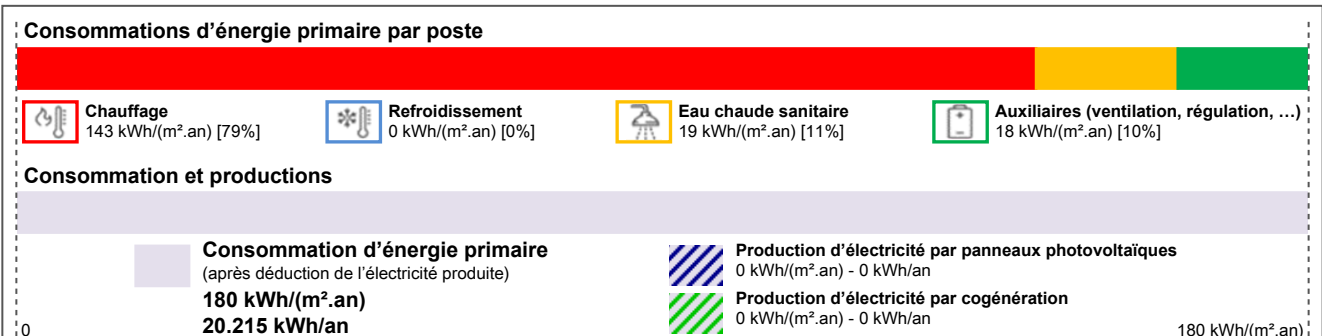 Consommations d’énergie primaire par poste
Chauffage
143 kWh/(m².an) [79%]
Refroidissement
0 kWh/(m².an) [0%]
Eau chaude sanitaire
19 kWh/(m².an) [11%]
Auxiliaires (ventilation, régulation, …)
18 kWh/(m².an) [10%]
Consommation et productions
Consommation d’énergie primaire
(après déduction de l’électricité produite)
180 kWh/(m².an)
20.215 kWh/an
Production d’électricité par panneaux photovoltaïques
0 kWh/(m².an) - 0 kWh/an
Production d’électricité par cogénération
0 kWh/(m².an) - 0 kWh/an
0
180 kWh/(m².an)